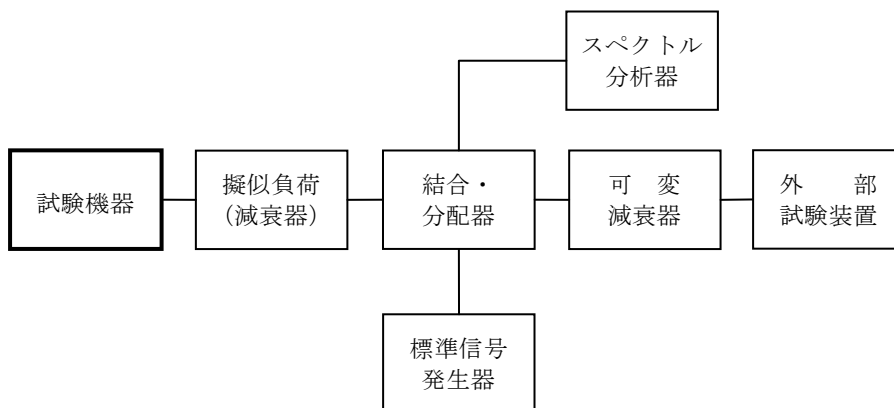 スペクトル
分析器
試験機器
擬似負荷
（減衰器）
結合・
分配器
可　変
減衰器
外　　部
試験装置
標準信号
発生器